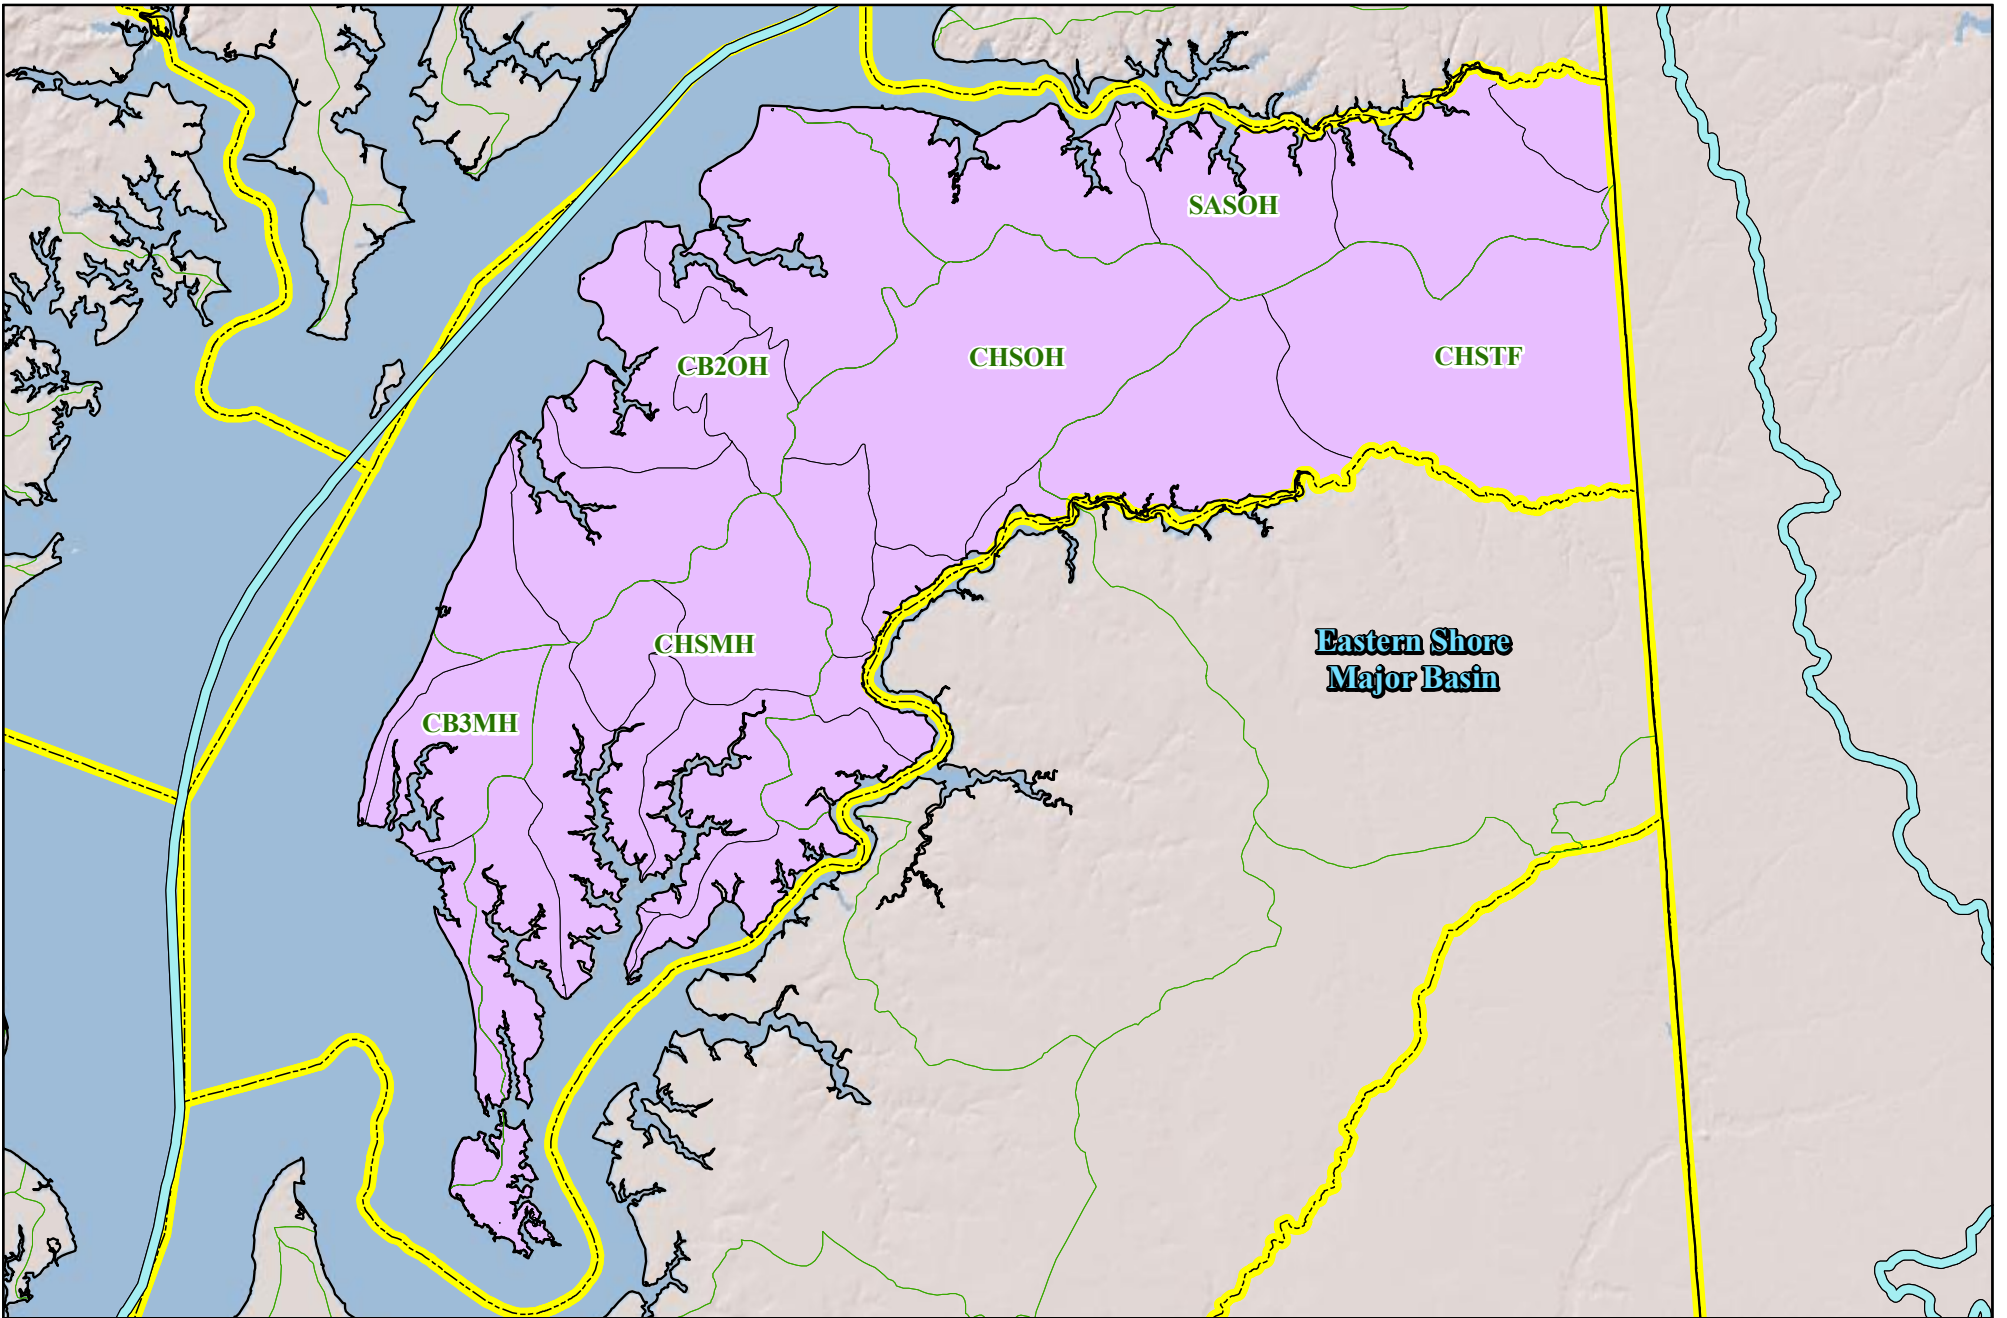 SASOH
CB2OH
CHSOH
CHSTF
CHSMH
Eastern Shore
Major Basin
CB3MH